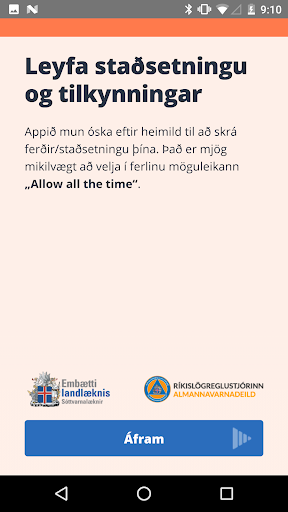 9:10
Leyfa staðsetningu
og tilkynningar
Appið mun óska eftir heimild til að skrá
ferðir/staðsetningu þína. Það er mjög
mikilvægt að velja í ferlinu möguleikann
„Allow all the time“.
Embætti
landlæknis
Sóttvarnalæknir
RÍKISLÖGREGLUSTJÓRINN
ALMANNAVARNADEILD
Áfram